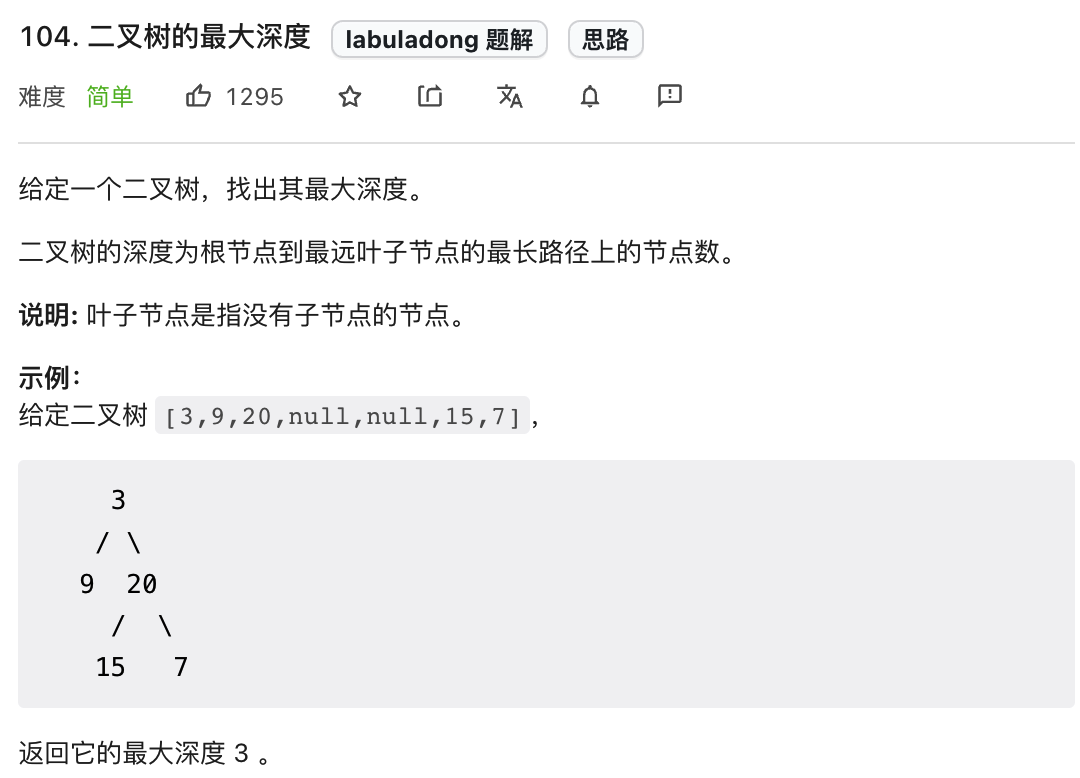 104. 二叉树的最大深度 labuladong 题解 思路
难度 简单 1295
给定一个二叉树，找出其最大深度。
二叉树的深度为根节点到最远叶子节点的最长路径上的节点数。
说明: 叶子节点是指没有子节点的节点。
示例：
给定二叉树 [3,9,20,null,null,15,7]，
3
/ \
9 20
/ \
15 7
返回它的最大深度 3 。